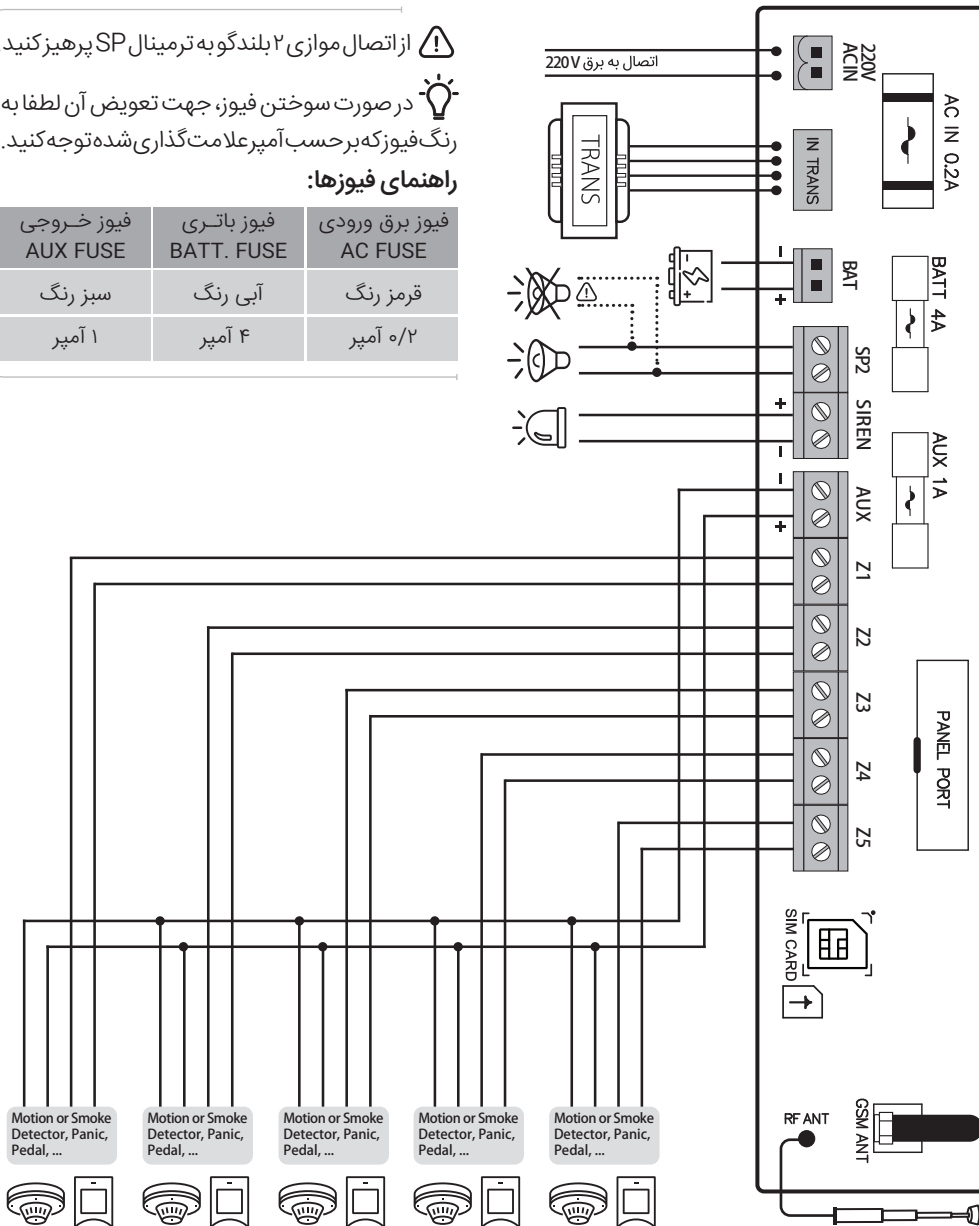 از اتصال موازی ۲ بلندگو به ترمینال SP پرهیز کنید.
در صورت سوختن فیوز، جهت تعویض آن لطفا به
رنگ فیوز که بر حسب آمپر علامت گذاری شده توجه کنید.
راهنمای فیوزها:
فیوز برق ورودی فیوز باتـری فیوز خـروجی
AC FUSE BATT. FUSE AUX FUSE
قرمز رنگ آبی رنگ سبز رنگ
۰/۲ آمپر ۴ آمپر ۱ آمپر
اتصال به برق 220V
220V
AC IN
AC IN 0.2A
TRANS
IN TRANS
- +
BAT
BATT 4A
SP2
+ -
SIREN
AUX 1A
- +
AUX
Z1
Z2
Z3
Z4
Z5
PANEL PORT
SIM CARD
RF ANT
GSM ANT
Motion or Smoke
Detector, Panic,
Pedal, ...
Motion or Smoke
Detector, Panic,
Pedal, ...
Motion or Smoke
Detector, Panic,
Pedal, ...
Motion or Smoke
Detector, Panic,
Pedal, ...
Motion or Smoke
Detector, Panic,
Pedal, ...